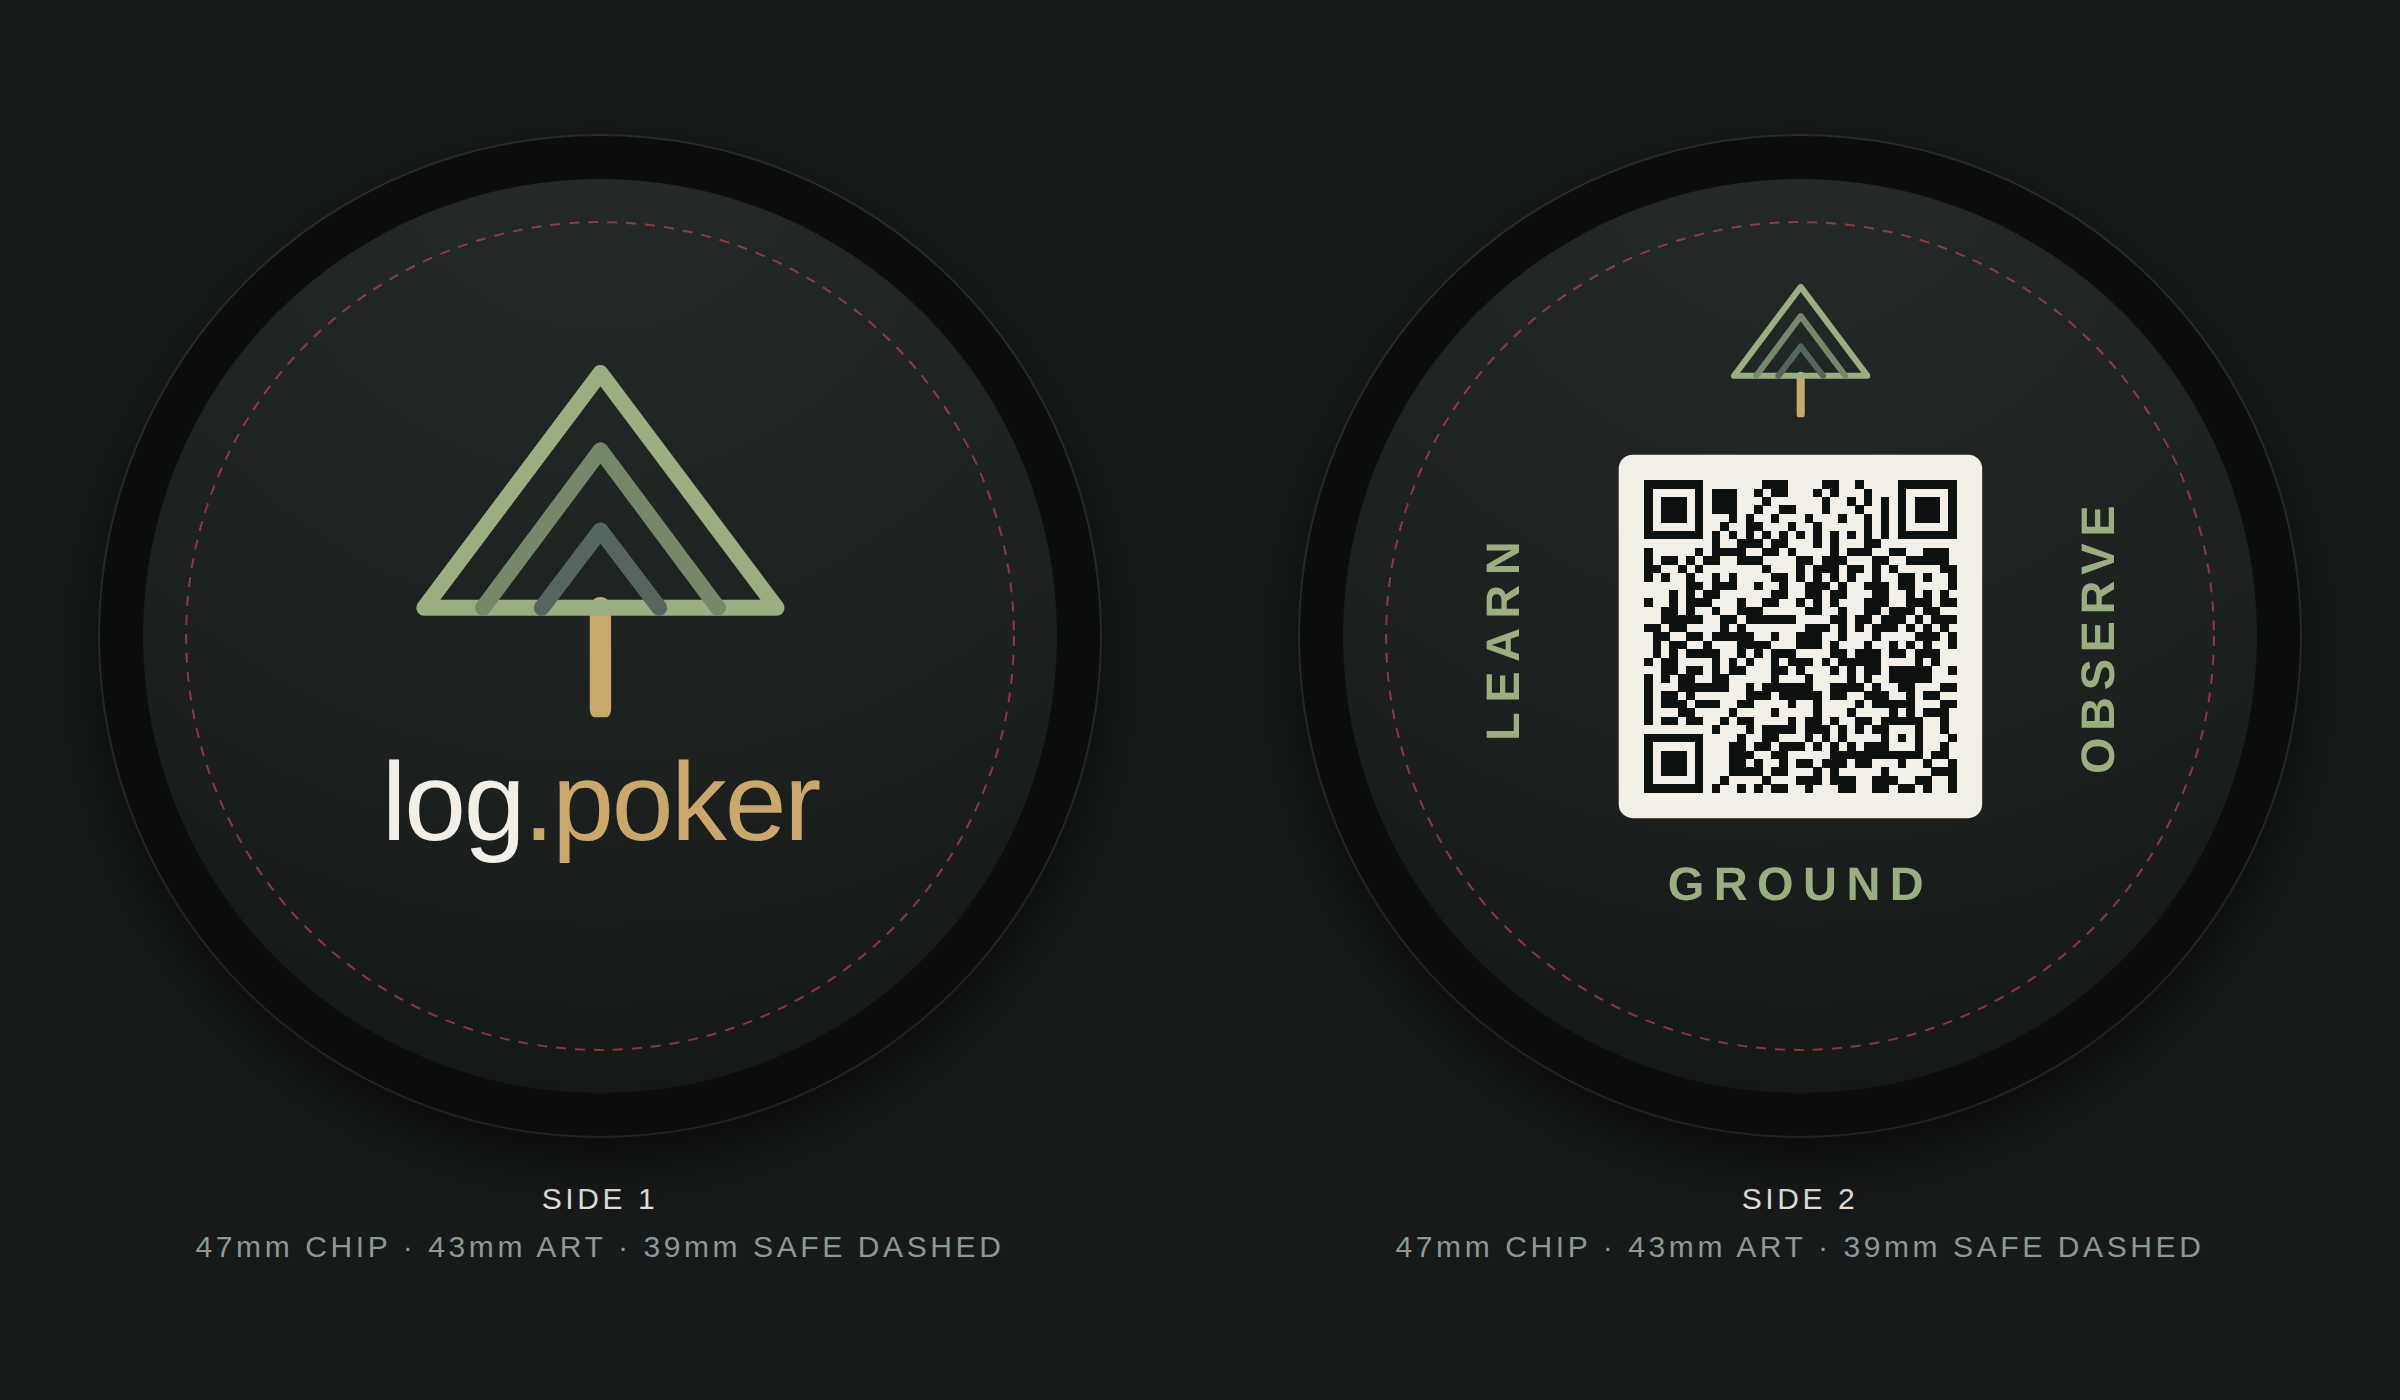 log.poker
LEARN
OBSERVE
GROUND
SIDE 1
47mm CHIP · 43mm ART · 39mm SAFE DASHED
SIDE 2
47mm CHIP · 43mm ART · 39mm SAFE DASHED